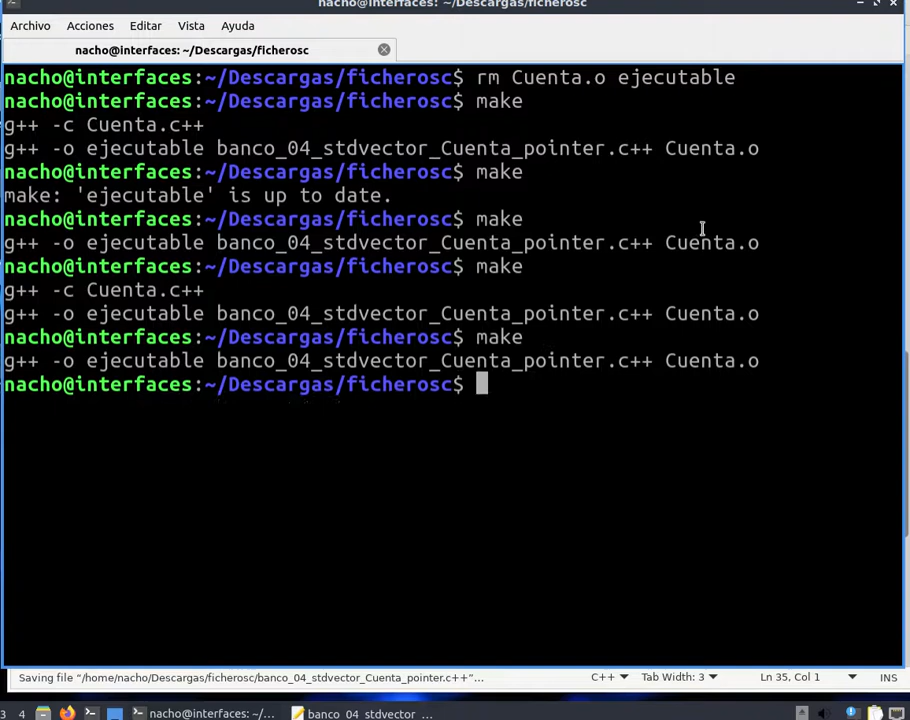 nacho@interfaces: ~/Descargas/ficherosc
Archivo Acciones Editar Vista Ayuda
nacho@interfaces: ~/Descargas/ficherosc
nacho@interfaces:~/Descargas/ficherosc$ rm Cuenta.o ejecutable
nacho@interfaces:~/Descargas/ficherosc$ make
g++ -c Cuenta.c++
g++ -o ejecutable banco_04_stdvector_Cuenta_pointer.c++ Cuenta.o
nacho@interfaces:~/Descargas/ficherosc$ make
make: 'ejecutable' is up to date.
nacho@interfaces:~/Descargas/ficherosc$ make
g++ -o ejecutable banco_04_stdvector_Cuenta_pointer.c++ Cuenta.o
nacho@interfaces:~/Descargas/ficherosc$ make
g++ -c Cuenta.c++
g++ -o ejecutable banco_04_stdvector_Cuenta_pointer.c++ Cuenta.o
nacho@interfaces:~/Descargas/ficherosc$ make
g++ -o ejecutable banco_04_stdvector_Cuenta_pointer.c++ Cuenta.o
nacho@interfaces:~/Descargas/ficherosc$
Saving file "/home/nacho/Descargas/ficherosc/banco_04_stdvector_Cuenta_pointer.c++"... C++ Tab Width: 3 Ln 35, Col 1 INS
3 4 nacho@interfaces: ~/... banco_04_stdvector_...